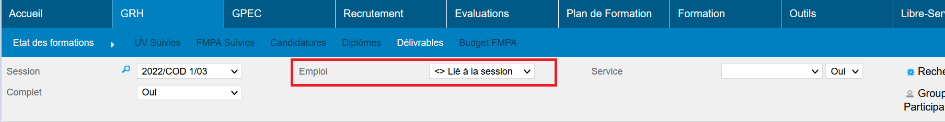 Accueil GRH GPEC Recrutement Evaluations Plan de Formation Formation Outils Libre-Ser
Etat des formations UV Suivies FMPA Suivies Candidatures Diplômes Délivrables Budget FMPA
Session 2022/COD 1/03 Emploi <> Liè à la session Service Oui Reche
Complet Oui Group
Participa